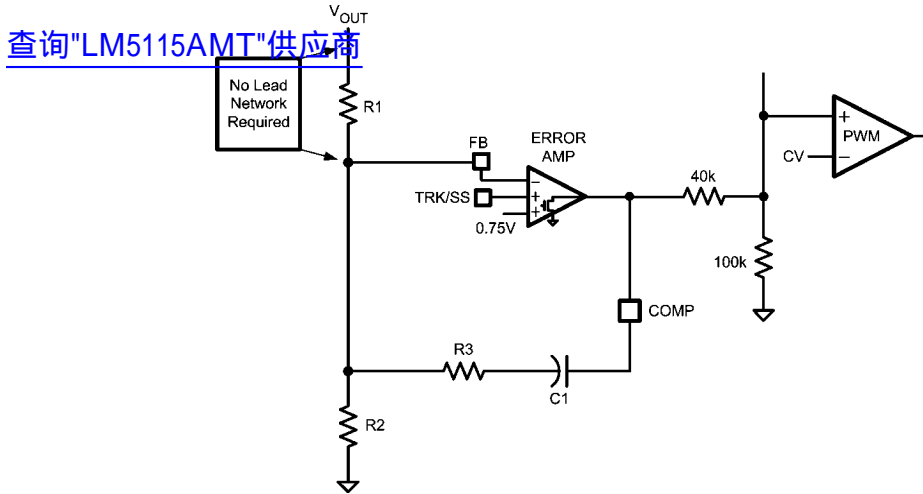 VOUT
查询"LM5115AMT"供应商
No Lead
Network
Required
R1
FB
ERROR
AMP
TRK/SS
0.75V
40k
PWM
CV
100k
COMP
R3
C1
R2